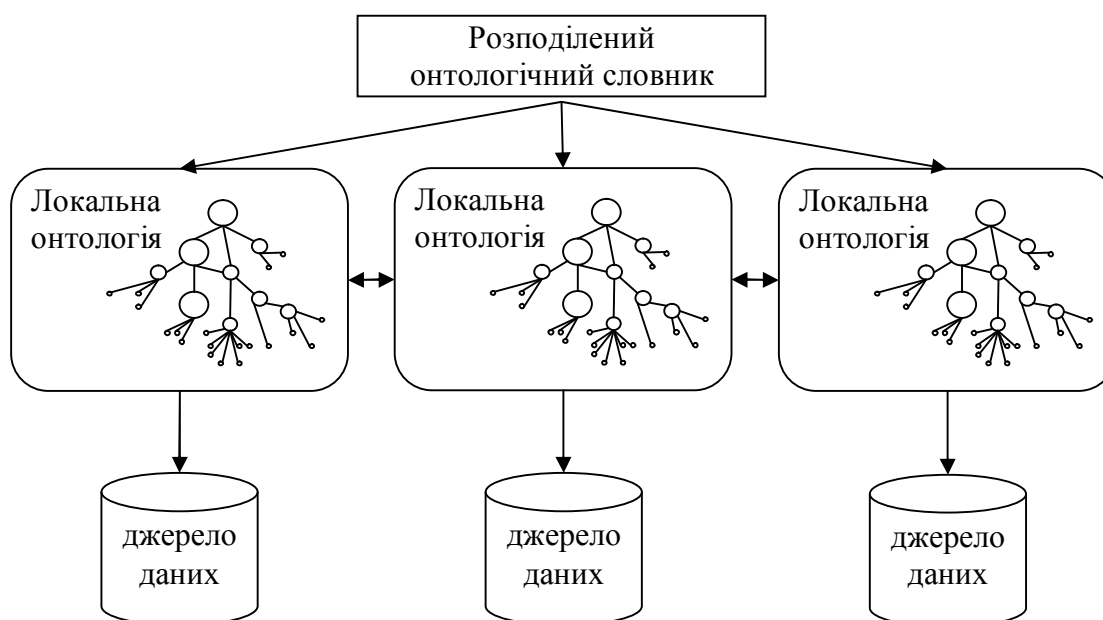 Розподілений
онтологічний словник
Локальна
онтологія
Локальна
онтологія
Локальна
онтологія
джерело
даних
джерело
даних
джерело
даних